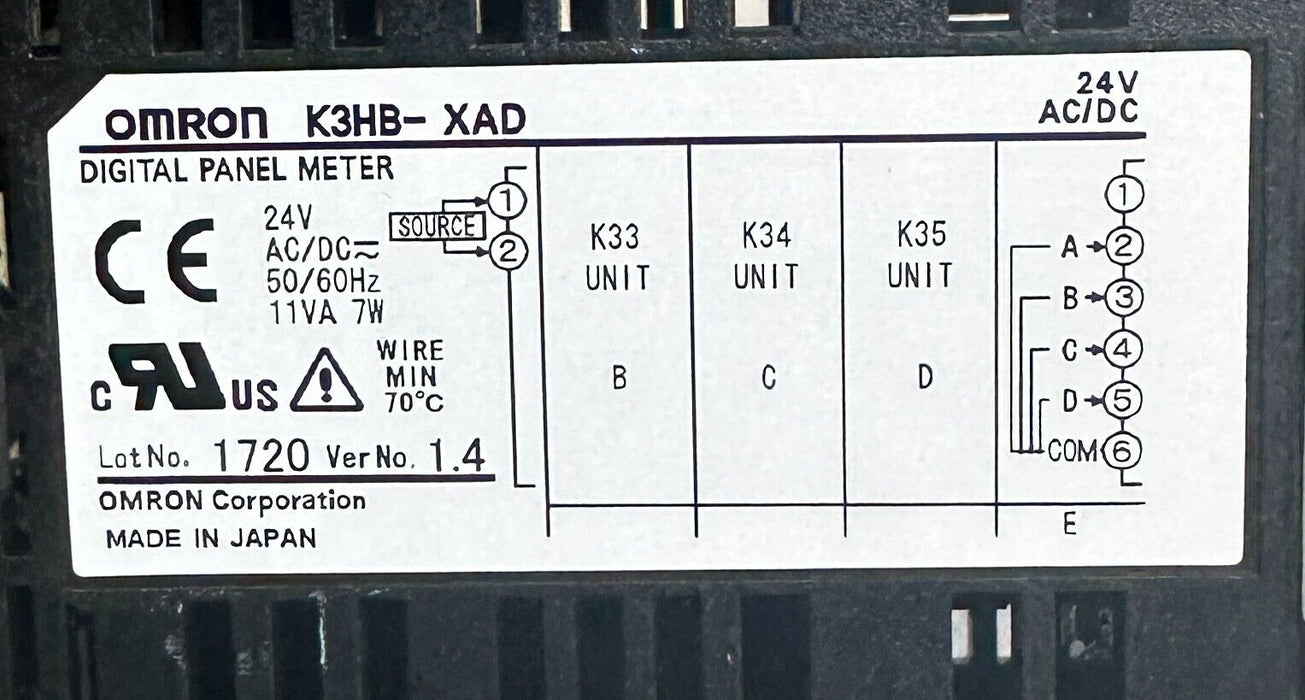 OMRON K3HB- XAD
24V
AC/DC
DIGITAL PANEL METER
CE
24V
AC/DC
50/60Hz
11VA 7W
SOURCE
1
2
C RU US
WIRE
MIN
70°C
Lot No. 1720 Ver No. 1.4
OMRON Corporation
MADE IN JAPAN
K33
UNIT
B
K34
UNIT
C
K35
UNIT
D
1
A 2
B 3
C 4
D 5
COM 6
E